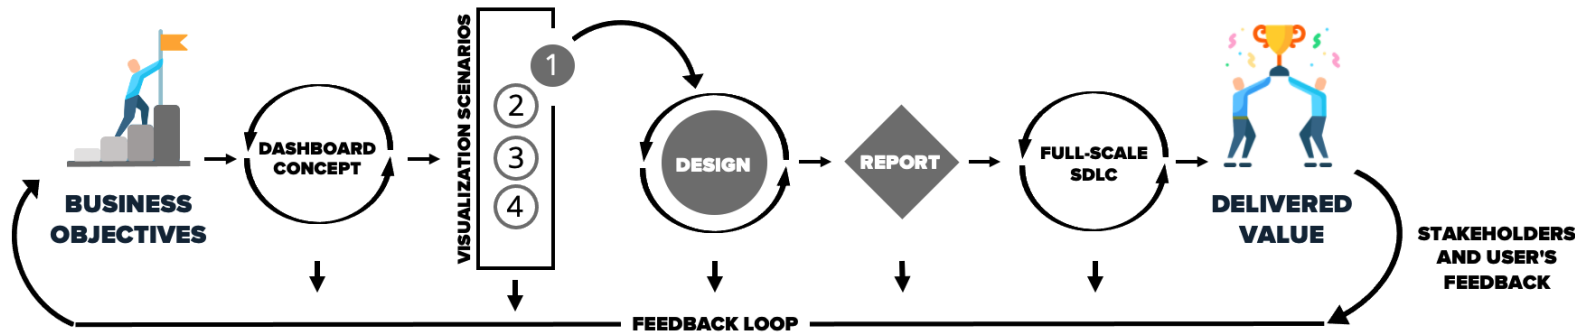 BUSINESS
OBJECTIVES
DASHBOARD
CONCEPT
VISUALIZATION SCENARIOS
1
2
3
4
DESIGN
REPORT
FULL-SCALE
SDLC
DELIVERED
VALUE
STAKEHOLDERS
AND USER'S
FEEDBACK
FEEDBACK LOOP